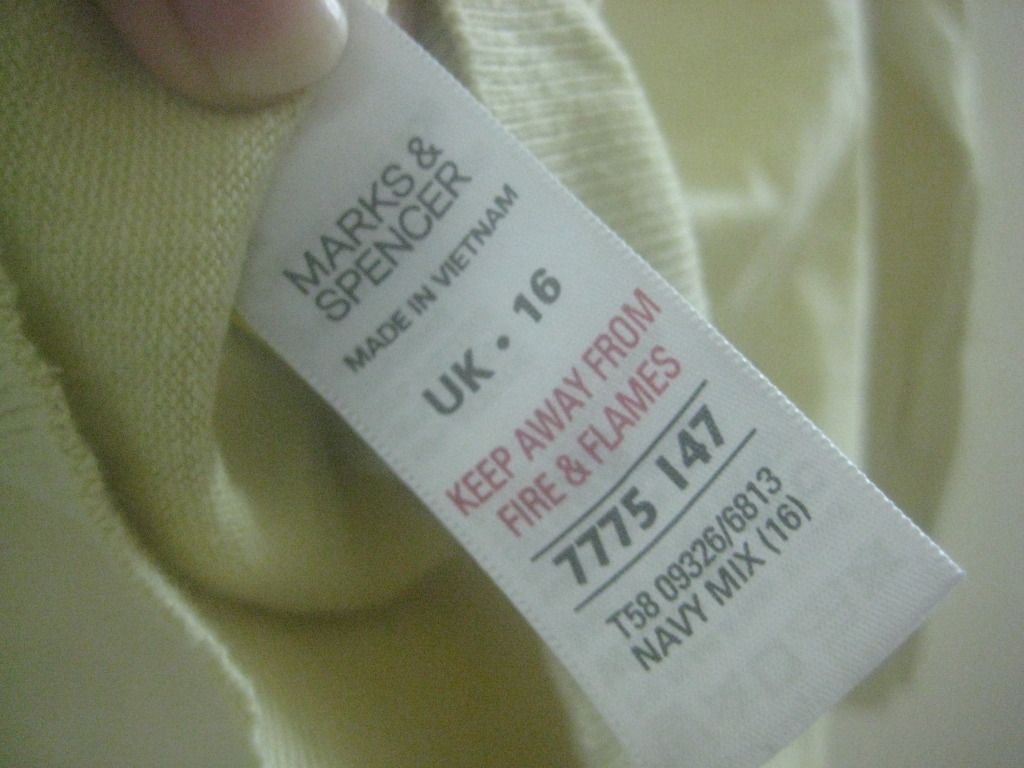 MARKS &
SPENCER
MADE IN VIETNAM
UK • 16
KEEP AWAY FROM
FIRE & FLAMES
7775 147
T58 09326/6813
NAVY MIX (16)